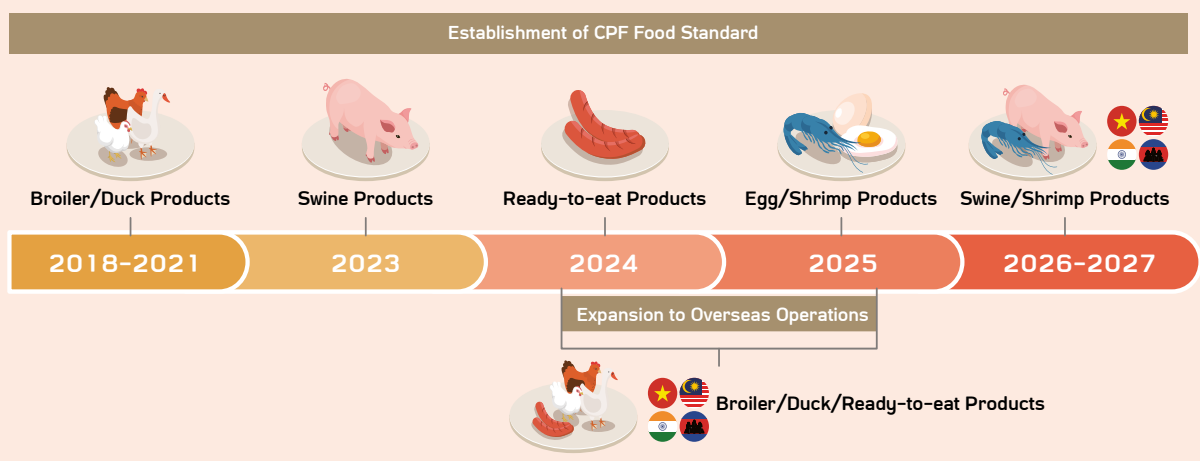 Establishment of CPF Food Standard
Broiler/Duck Products
Swine Products
Ready-to-eat Products
Egg/Shrimp Products
Swine/Shrimp Products
2018-2021
2023
2024
2025
2026-2027
Expansion to Overseas Operations
Broiler/Duck/Ready-to-eat Products